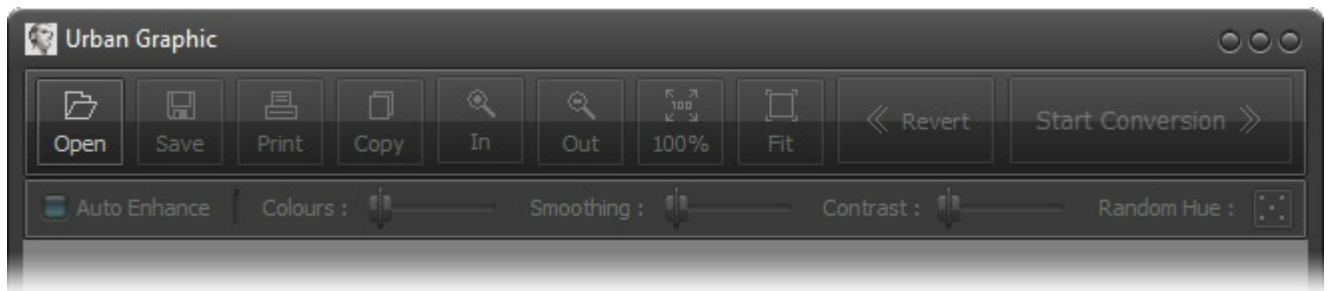 Urban Graphic
Open Save Print Copy In Out 100% Fit Revert Start Conversion
Auto Enhance Colours : Smoothing : Contrast : Random Hue :